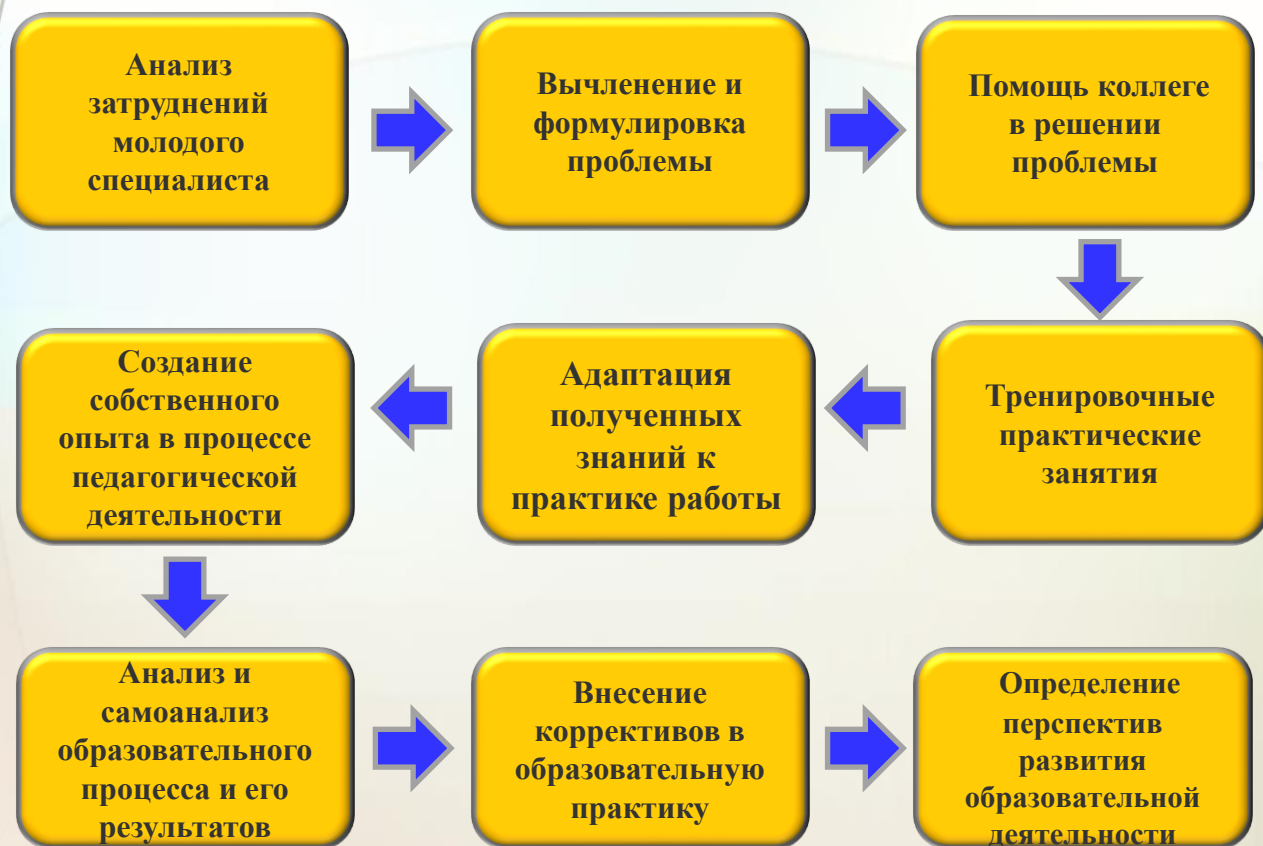 Анализ
затруднений
молодого
специалиста
Вычленение и
формулировка
проблемы
Помощь коллеге
в решении
проблемы
Тренировочные
практические
занятия
Адаптация
полученных
знаний к
практике работы
Создание
собственного
опыта в процессе
педагогической
деятельности
Анализ и
самоанализ
образовательного
процесса и его
результатов
Внесение
коррективов в
образовательную
практику
Определение
перспектив
развития
образовательной
деятельности